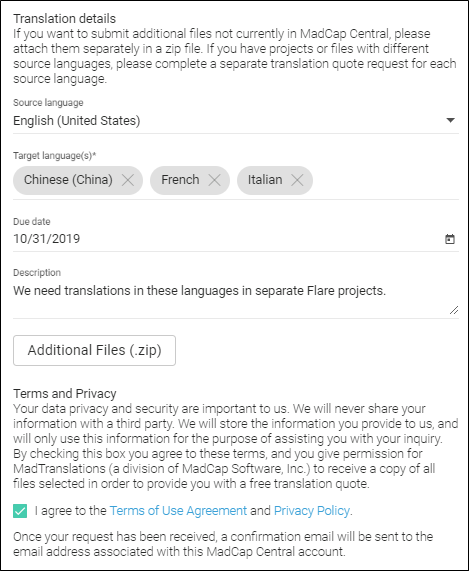 Translation details
If you want to submit additional files not currently in MadCap Central, please
attach them separately in a zip file. If you have projects or files with different
source languages, please complete a separate translation quote request for each
source language.
Source language
English (United States)
Target language(s)*
Chinese (China) French Italian
Due date
10/31/2019
Description
We need translations in these languages in separate Flare projects.
Additional Files (.zip)
Terms and Privacy
Your data privacy and security are important to us. We will never share your
information with a third party. We will store the information you provide to us, and
will only use this information for the purpose of assisting you with your inquiry.
By checking this box you agree to these terms, and you give permission for
MadTranslations (a division of MadCap Software, Inc.) to receive a copy of all
files selected in order to provide you with a free translation quote.
I agree to the Terms of Use Agreement and Privacy Policy.
Once your request has been received, a confirmation email will be sent to the
email address associated with this MadCap Central account.